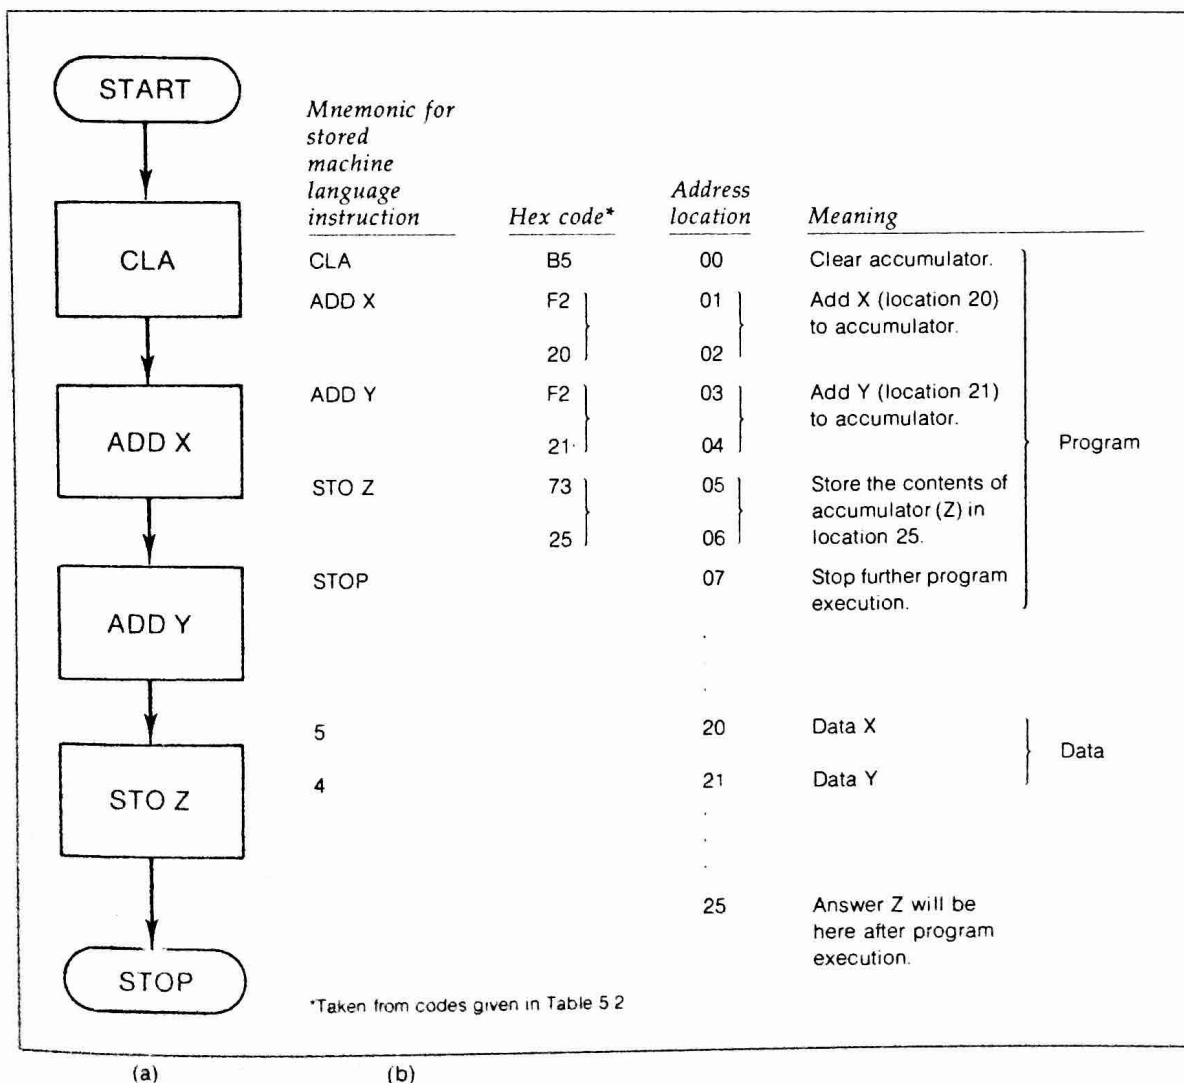 START
CLA
ADD X
ADD Y
STO Z
STOP
Mnemonic for
stored
machine
language
instruction Hex code* Address
location Meaning
CLA B5 00 Clear accumulator.
ADD X F2 01 Add X (location 20)
to accumulator.
20 02
ADD Y F2 03 Add Y (location 21)
to accumulator.
21 04
STO Z 73 05 Store the contents of
accumulator (Z) in
25 06 location 25.
STOP 07 Stop further program
execution.
Program
.
.
.
5 20 Data X
4 21 Data Y
Data
.
.
.
25 Answer Z will be
here after program
execution.
*Taken from codes given in Table 5 2
(a) (b)